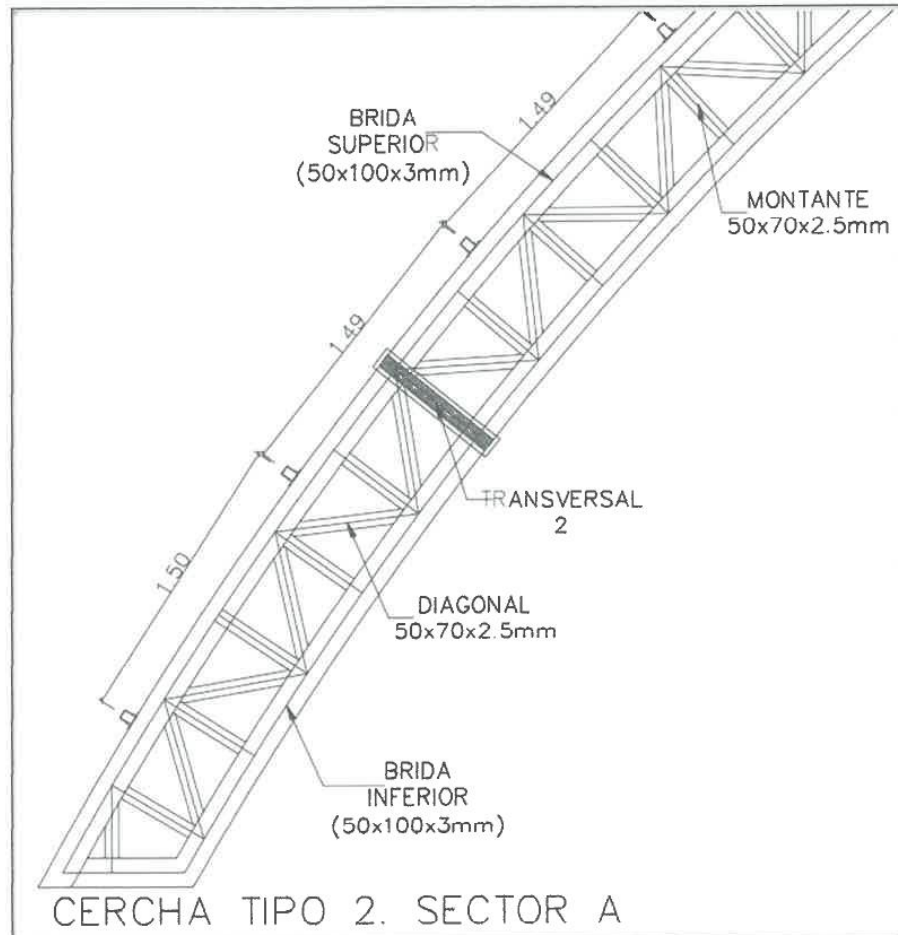 1.49
BRIDA
SUPERIOR
(50x100x3mm)
MONTANTE
50x70x2.5mm
1.49
TRANSVERSAL
2
1.50
DIAGONAL
50x70x2.5mm
BRIDA
INFERIOR
(50x100x3mm)
CERCHA TIPO 2. SECTOR A